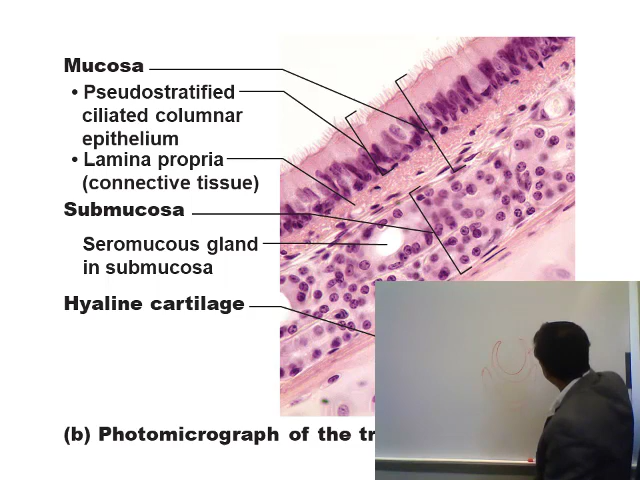 Mucosa
• Pseudostratified
ciliated columnar
epithelium
• Lamina propria
(connective tissue)
Submucosa
Seromucous gland
in submucosa
Hyaline cartilage
(b) Photomicrograph of the